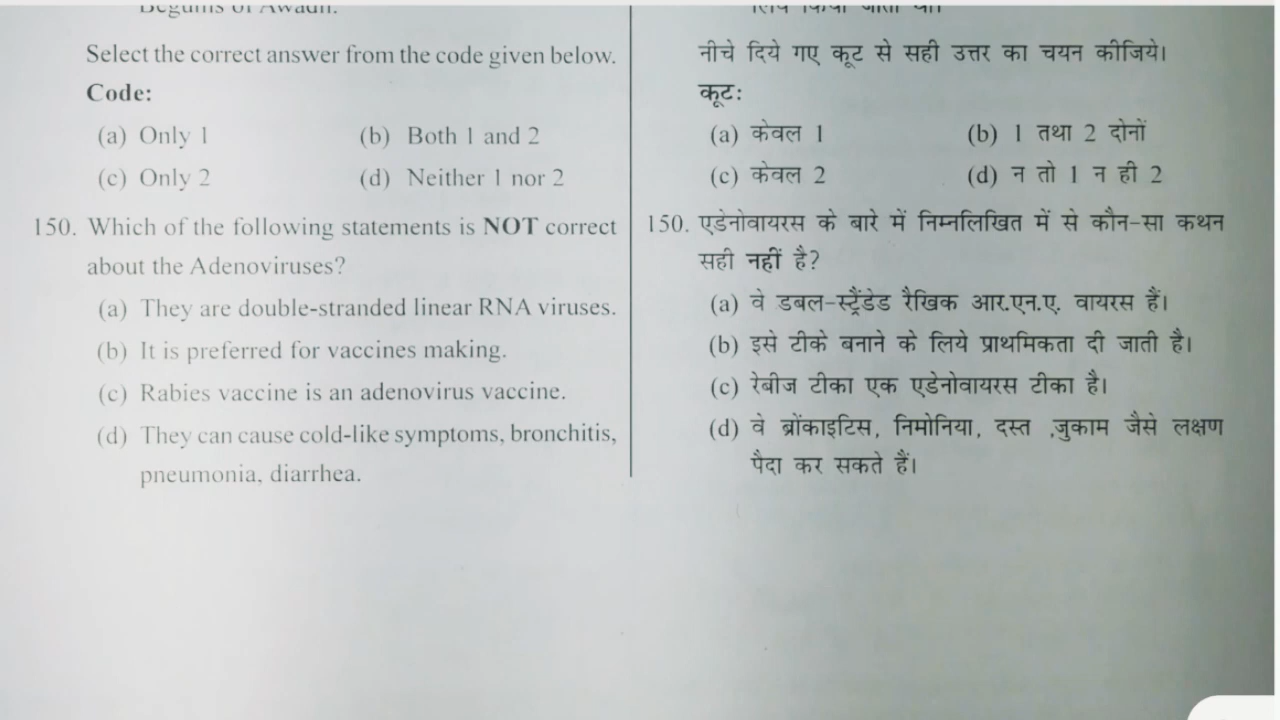 Begums of Awadh.
Select the correct answer from the code given below.
Code:
(a) Only 1 (b) Both 1 and 2
(c) Only 2 (d) Neither 1 nor 2
150. Which of the following statements is NOT correct
about the Adenoviruses?
(a) They are double-stranded linear RNA viruses.
(b) It is preferred for vaccines making.
(c) Rabies vaccine is an adenovirus vaccine.
(d) They can cause cold-like symptoms, bronchitis,
pneumonia, diarrhea.
लिये किया जाता था।
नीचे दिये गए कूट से सही उत्तर का चयन कीजिये।
कूट:
(a) केवल 1 (b) 1 तथा 2 दोनों
(c) केवल 2 (d) न तो 1 न ही 2
150. एडेनोवायरस के बारे में निम्नलिखित में से कौन-सा कथन
सही नहीं है?
(a) वे डबल-स्ट्रैंडेड रैखिक आर.एन.ए. वायरस हैं।
(b) इसे टीके बनाने के लिये प्राथमिकता दी जाती है।
(c) रेबीज टीका एक एडेनोवायरस टीका है।
(d) वे ब्रोंकाइटिस, निमोनिया, दस्त ,जुकाम जैसे लक्षण
पैदा कर सकते हैं।